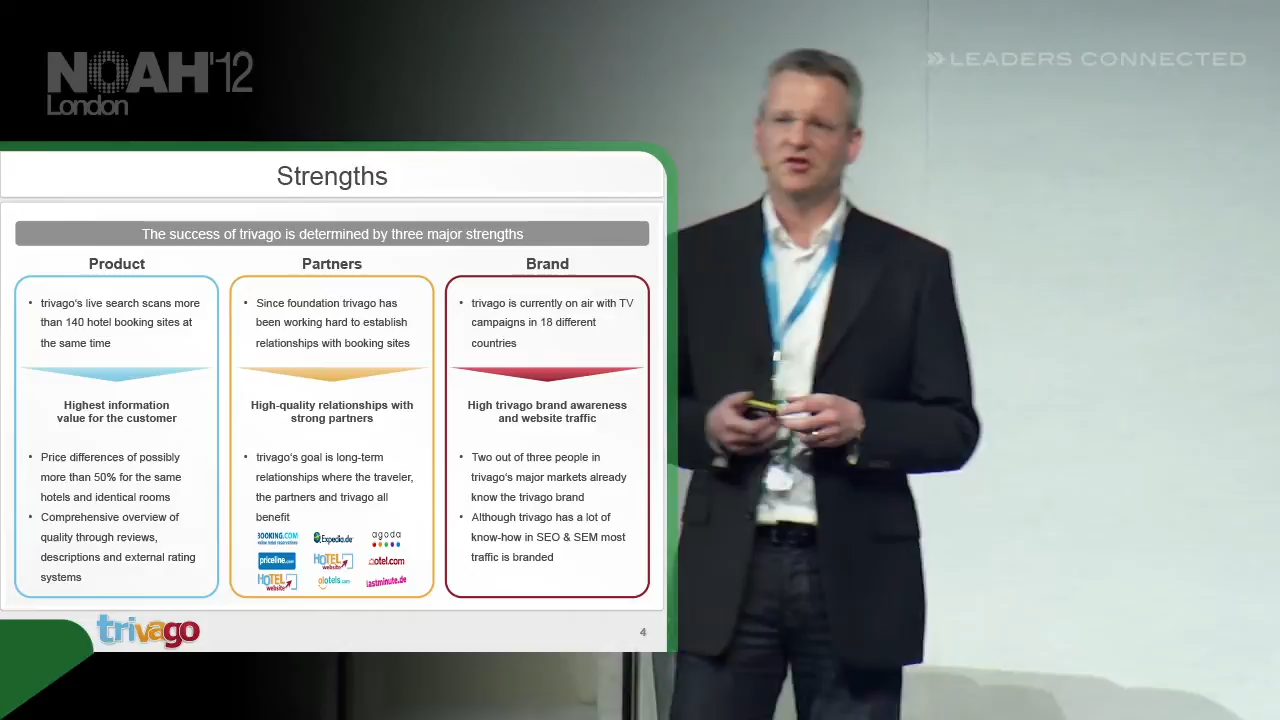 NOAH'12
London
LEADERS CONNECTED
Strengths
The success of trivago is determined by three major strengths
Product
• trivago's live search scans more
than 140 hotel booking sites at
the same time
Highest information
value for the customer
• Price differences of possibly
more than 50% for the same
hotels and identical rooms
• Comprehensive overview of
quality through reviews,
descriptions and external rating
systems
Partners
• Since foundation trivago has
been working hard to establish
relationships with booking sites
High-quality relationships with
strong partners
• trivago's goal is long-term
relationships where the traveler,
the partners and trivago all
benefit
BOOKING.COM
Expedia.de
agoda
priceline.com
HOTEL
website
HOTEL
website
lastminute.de
Brand
• trivago is currently on air with TV
campaigns in 18 different
countries
High trivago brand awareness
and website traffic
• Two out of three people in
trivago's major markets already
know the trivago brand
• Although trivago has a lot of
know-how in SEO & SEM most
traffic is branded
trivago
4